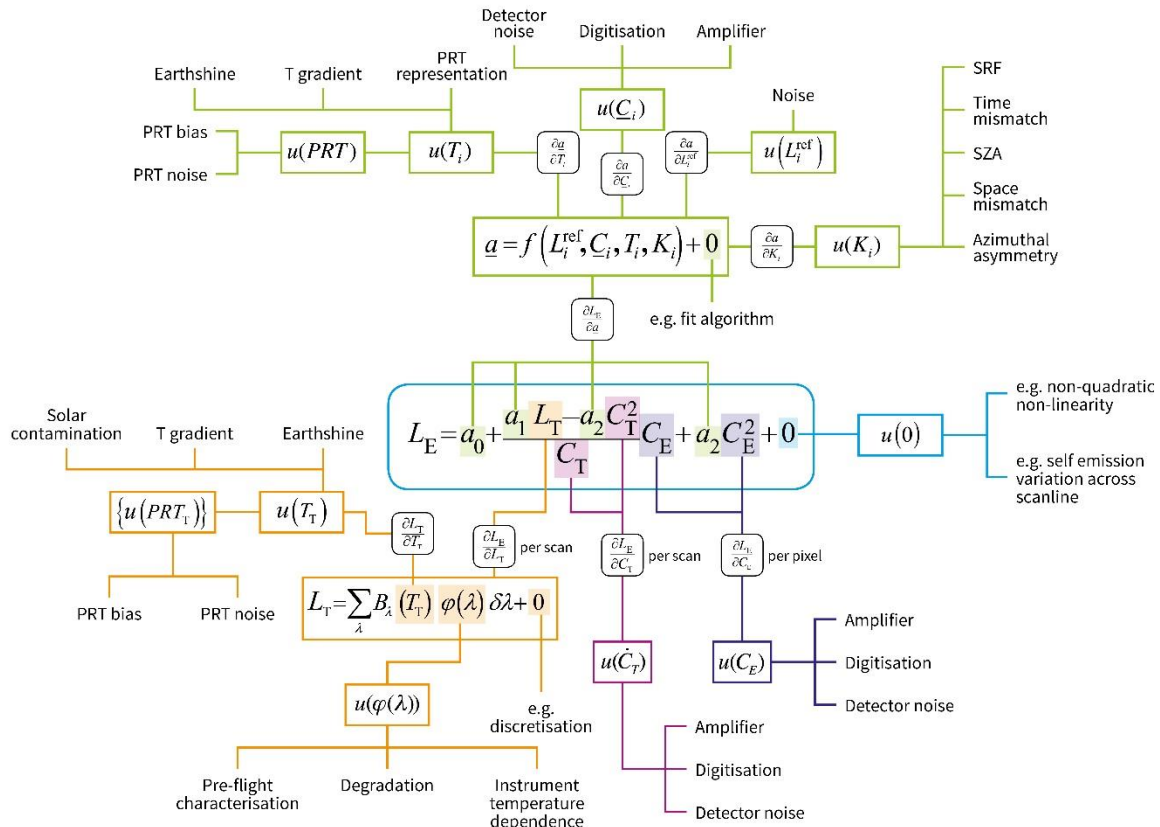 Detector
noise
Digitisation
Amplifier
Earthshine
T gradient
PRT
representation
PRT bias
PRT noise
u(PRT)
u(T_i)
u(C_i)
Noise
u(L_i^ref)
∂a/∂T_i
∂a/∂C_i
∂a/∂L_i^ref
SRF
Time
mismatch
SZA
Space
mismatch
Azimuthal
asymmetry
a = f(L_i^ref, C_i, T_i, K_i) + 0
∂a/∂K_i
u(K_i)
∂L_E/∂a
e.g. fit algorithm
L_E = a_0 + (a_1 L_T − a_2 C_T^2)/C_T C_E + a_2 C_E^2 + 0
u(0)
e.g. non-quadratic
non-linearity
e.g. self emission
variation across
scanline
Solar
contamination
T gradient
Earthshine
{u(PRT_T)}
u(T_T)
PRT bias
PRT noise
∂L_T/∂T_T
∂L_E/∂L_T
per scan
∂L_E/∂C_T
per scan
∂L_E/∂C_E
per pixel
L_T = ∑_λ B_λ (T_T) φ(λ) δλ + 0
u(φ(λ))
e.g.
discretisation
Pre-flight
characterisation
Degradation
Instrument
temperature
dependence
u(Ċ_T)
Amplifier
Digitisation
Detector noise
u(C_E)
Amplifier
Digitisation
Detector noise